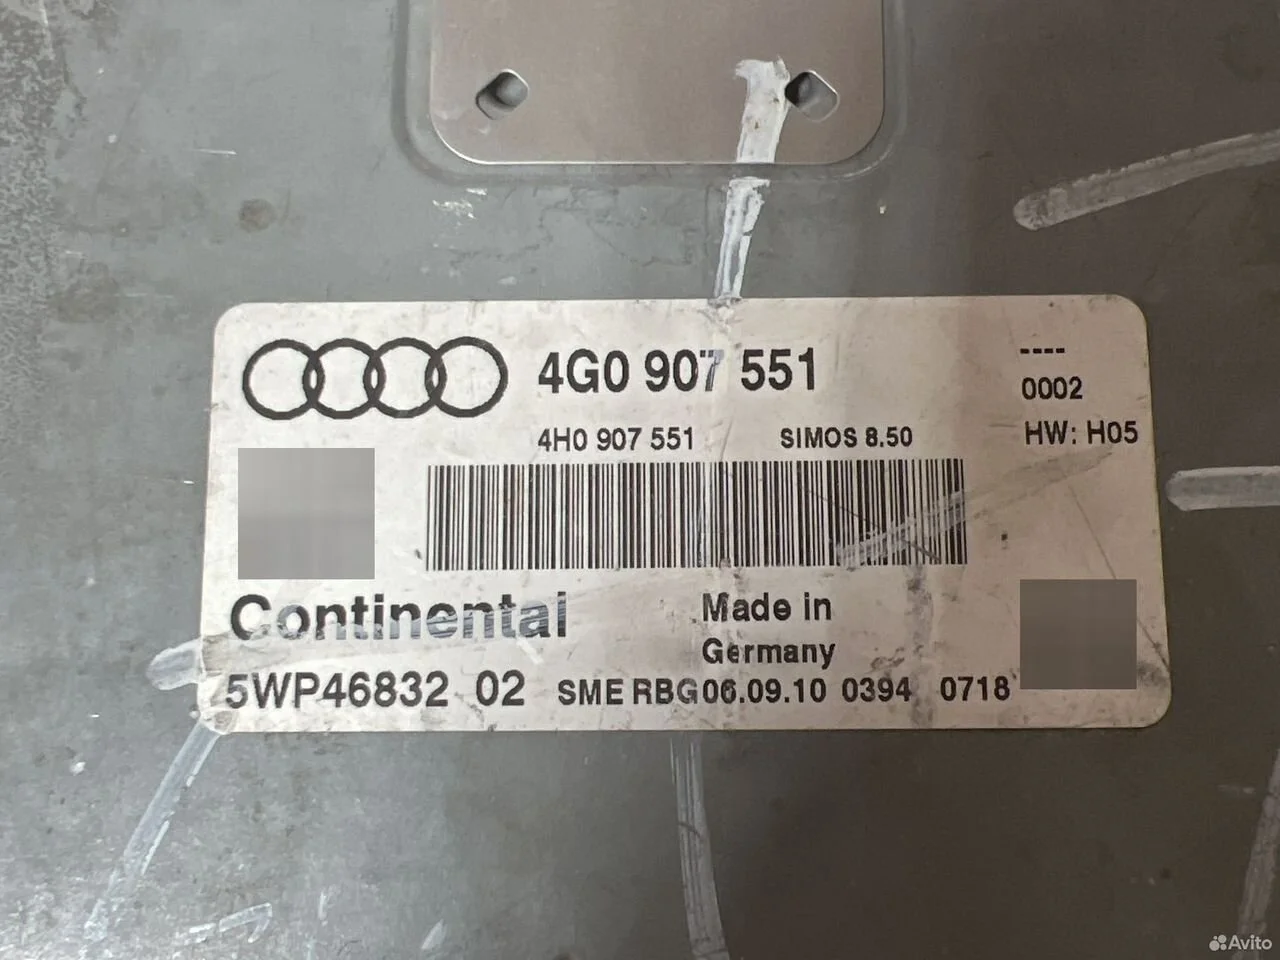 4G0 907 551
----
0002
4H0 907 551 SIMOS 8.50 HW: H05
Continental
Made in
Germany
5WP46832 02 SME RBG06.09.10 0394 0718
Avito